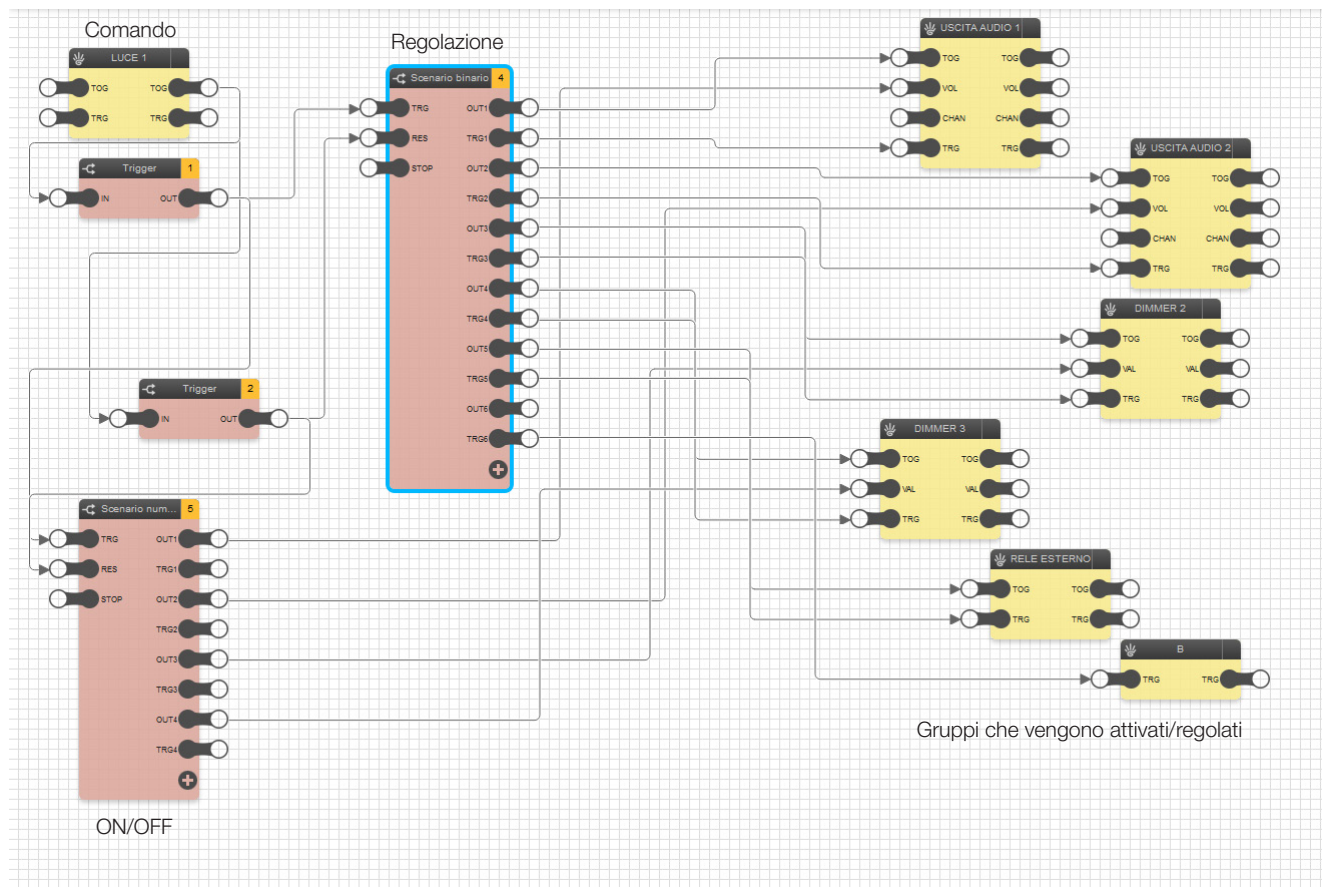 Comando
LUCE 1
TOG TOG
TRG TRG
Trigger 1
IN OUT
Trigger 2
IN OUT
Scenario num... 5
TRG OUT1
RES TRG1
STOP OUT2
TRG2
OUT3
TRG3
OUT4
TRG4
ON/OFF
Regolazione
Scenario binario 4
TRG OUT1
RES TRG1
STOP OUT2
TRG2
OUT3
TRG3
OUT4
TRG4
OUT5
TRG5
OUT6
TRG6
USCITA AUDIO 1
TOG TOG
VOL VOL
CHAN CHAN
TRG TRG
USCITA AUDIO 2
TOG TOG
VOL VOL
CHAN CHAN
TRG TRG
DIMMER 2
TOG TOG
VAL VAL
TRG TRG
DIMMER 3
TOG TOG
VAL VAL
TRG TRG
RELE ESTERNO
TOG TOG
TRG TRG
B
TRG TRG
Gruppi che vengono attivati/regolati